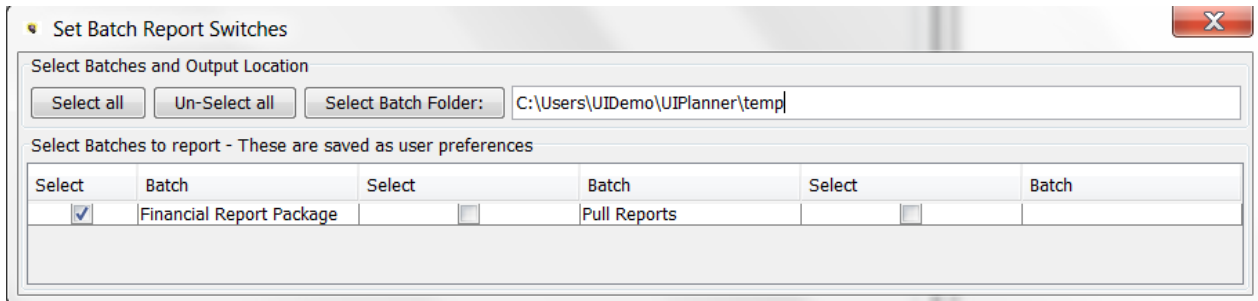 Set Batch Report Switches
Select Batches and Output Location
Select all Un-Select all Select Batch Folder: C:\Users\UIDemo\UIPlanner\temp
Select Batches to report - These are saved as user preferences
Select Batch Select Batch Select Batch
Financial Report Package Pull Reports